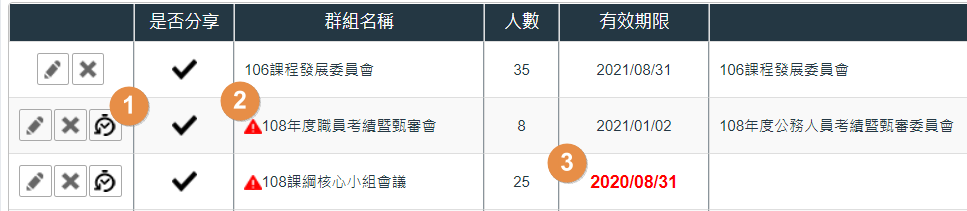 是否分享 群組名稱 人數 有效期限
106課程發展委員會 35 2021/08/31 106課程發展委員會
1 2
108年度職員考績暨甄審會 8 2021/01/02 108年度公務人員考績暨甄審委員會
3
108課綱核心小組會議 25 2020/08/31